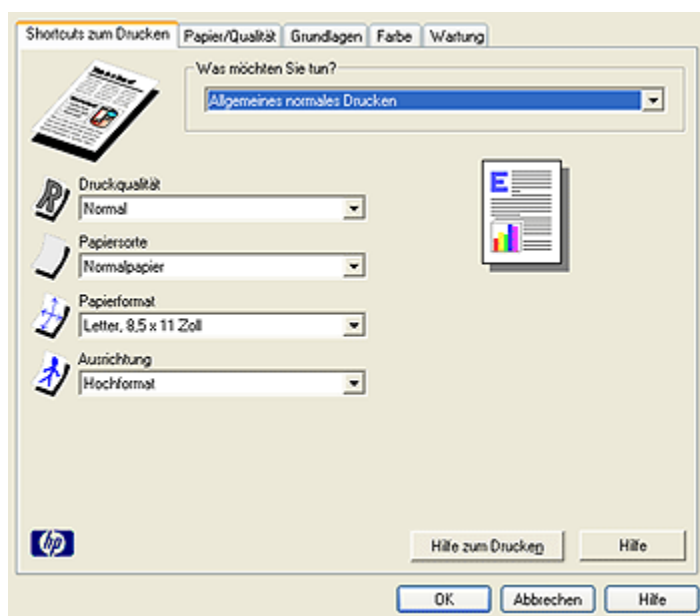 Shortcuts zum Drucken Papier/Qualität Grundlagen Farbe Wartung
Was möchten Sie tun?
Allgemeines normales Drucken
Druckqualität
Normal
Papiersorte
Normalpapier
Papierformat
Letter, 8,5 x 11 Zoll
Ausrichtung
Hochformat
hp
Hilfe zum Drucken Hilfe
OK Abbrechen Hilfe